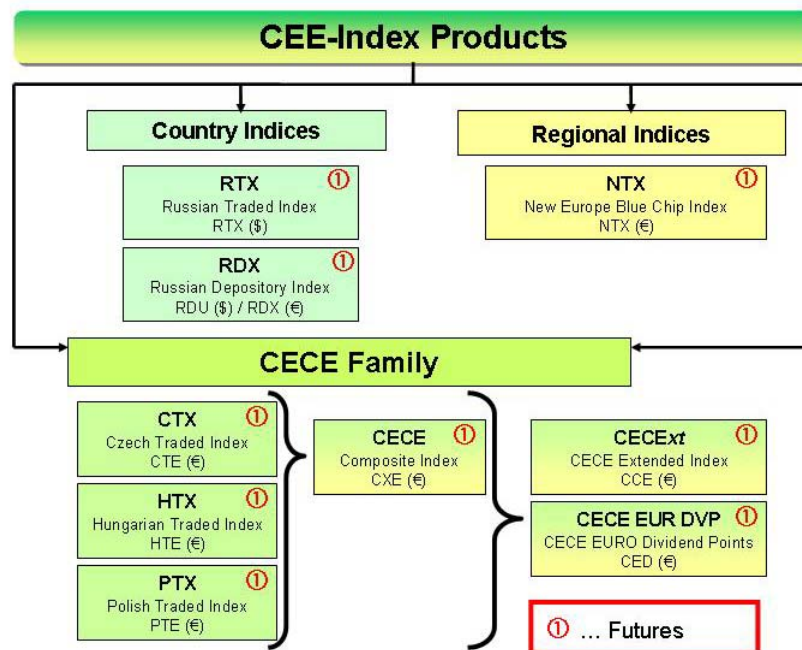 CEE-Index Products
Country Indices
RTX ①
Russian Traded Index
RTX ($)
RDX ①
Russian Depository Index
RDU ($) / RDX (€)
Regional Indices
NTX ①
New Europe Blue Chip Index
NTX (€)
CECE Family
CTX ①
Czech Traded Index
CTE (€)
HTX ①
Hungarian Traded Index
HTE (€)
PTX ①
Polish Traded Index
PTE (€)
CECE ①
Composite Index
CXE (€)
CECExt ①
CECE Extended Index
CCE (€)
CECE EUR DVP ①
CECE EURO Dividend Points
CED (€)
① ... Futures